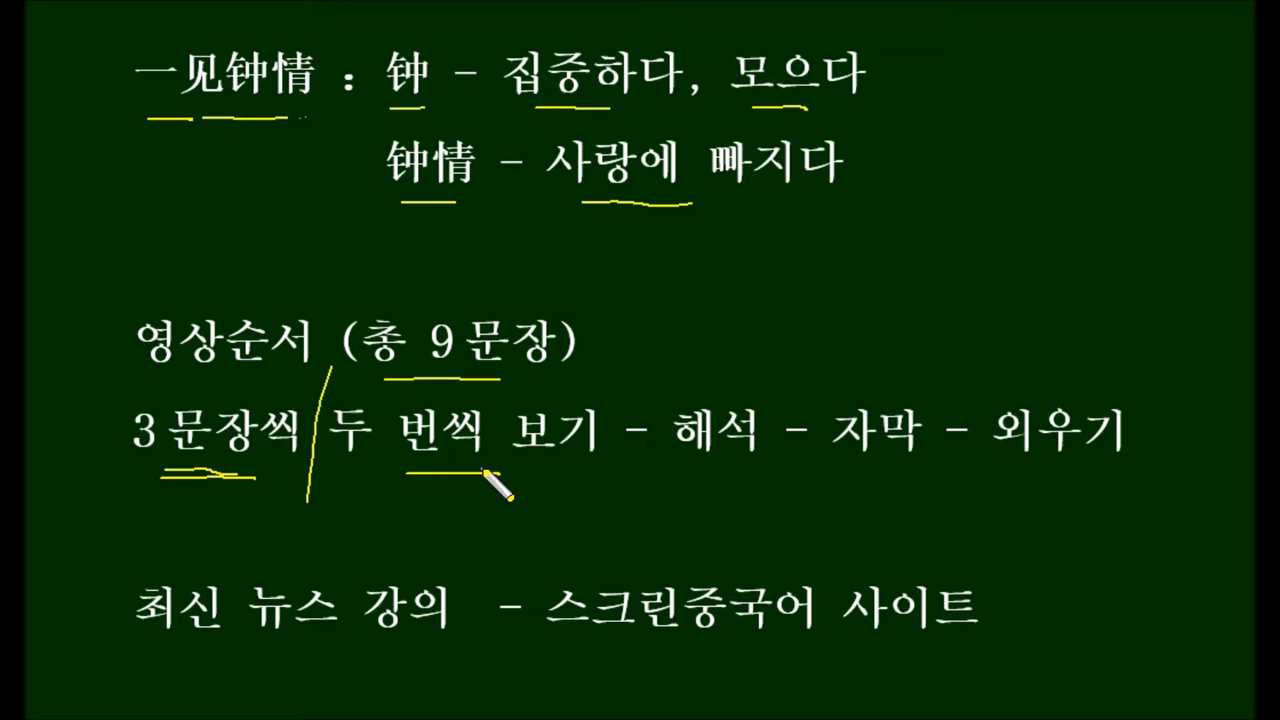 一见钟情 : 钟 - 집중하다, 모으다
钟情 - 사랑에 빠지다
영상순서 (총 9문장)
3문장씩 두 번씩 보기 - 해석 - 자막 - 외우기
최신 뉴스 강의 - 스크린중국어 사이트